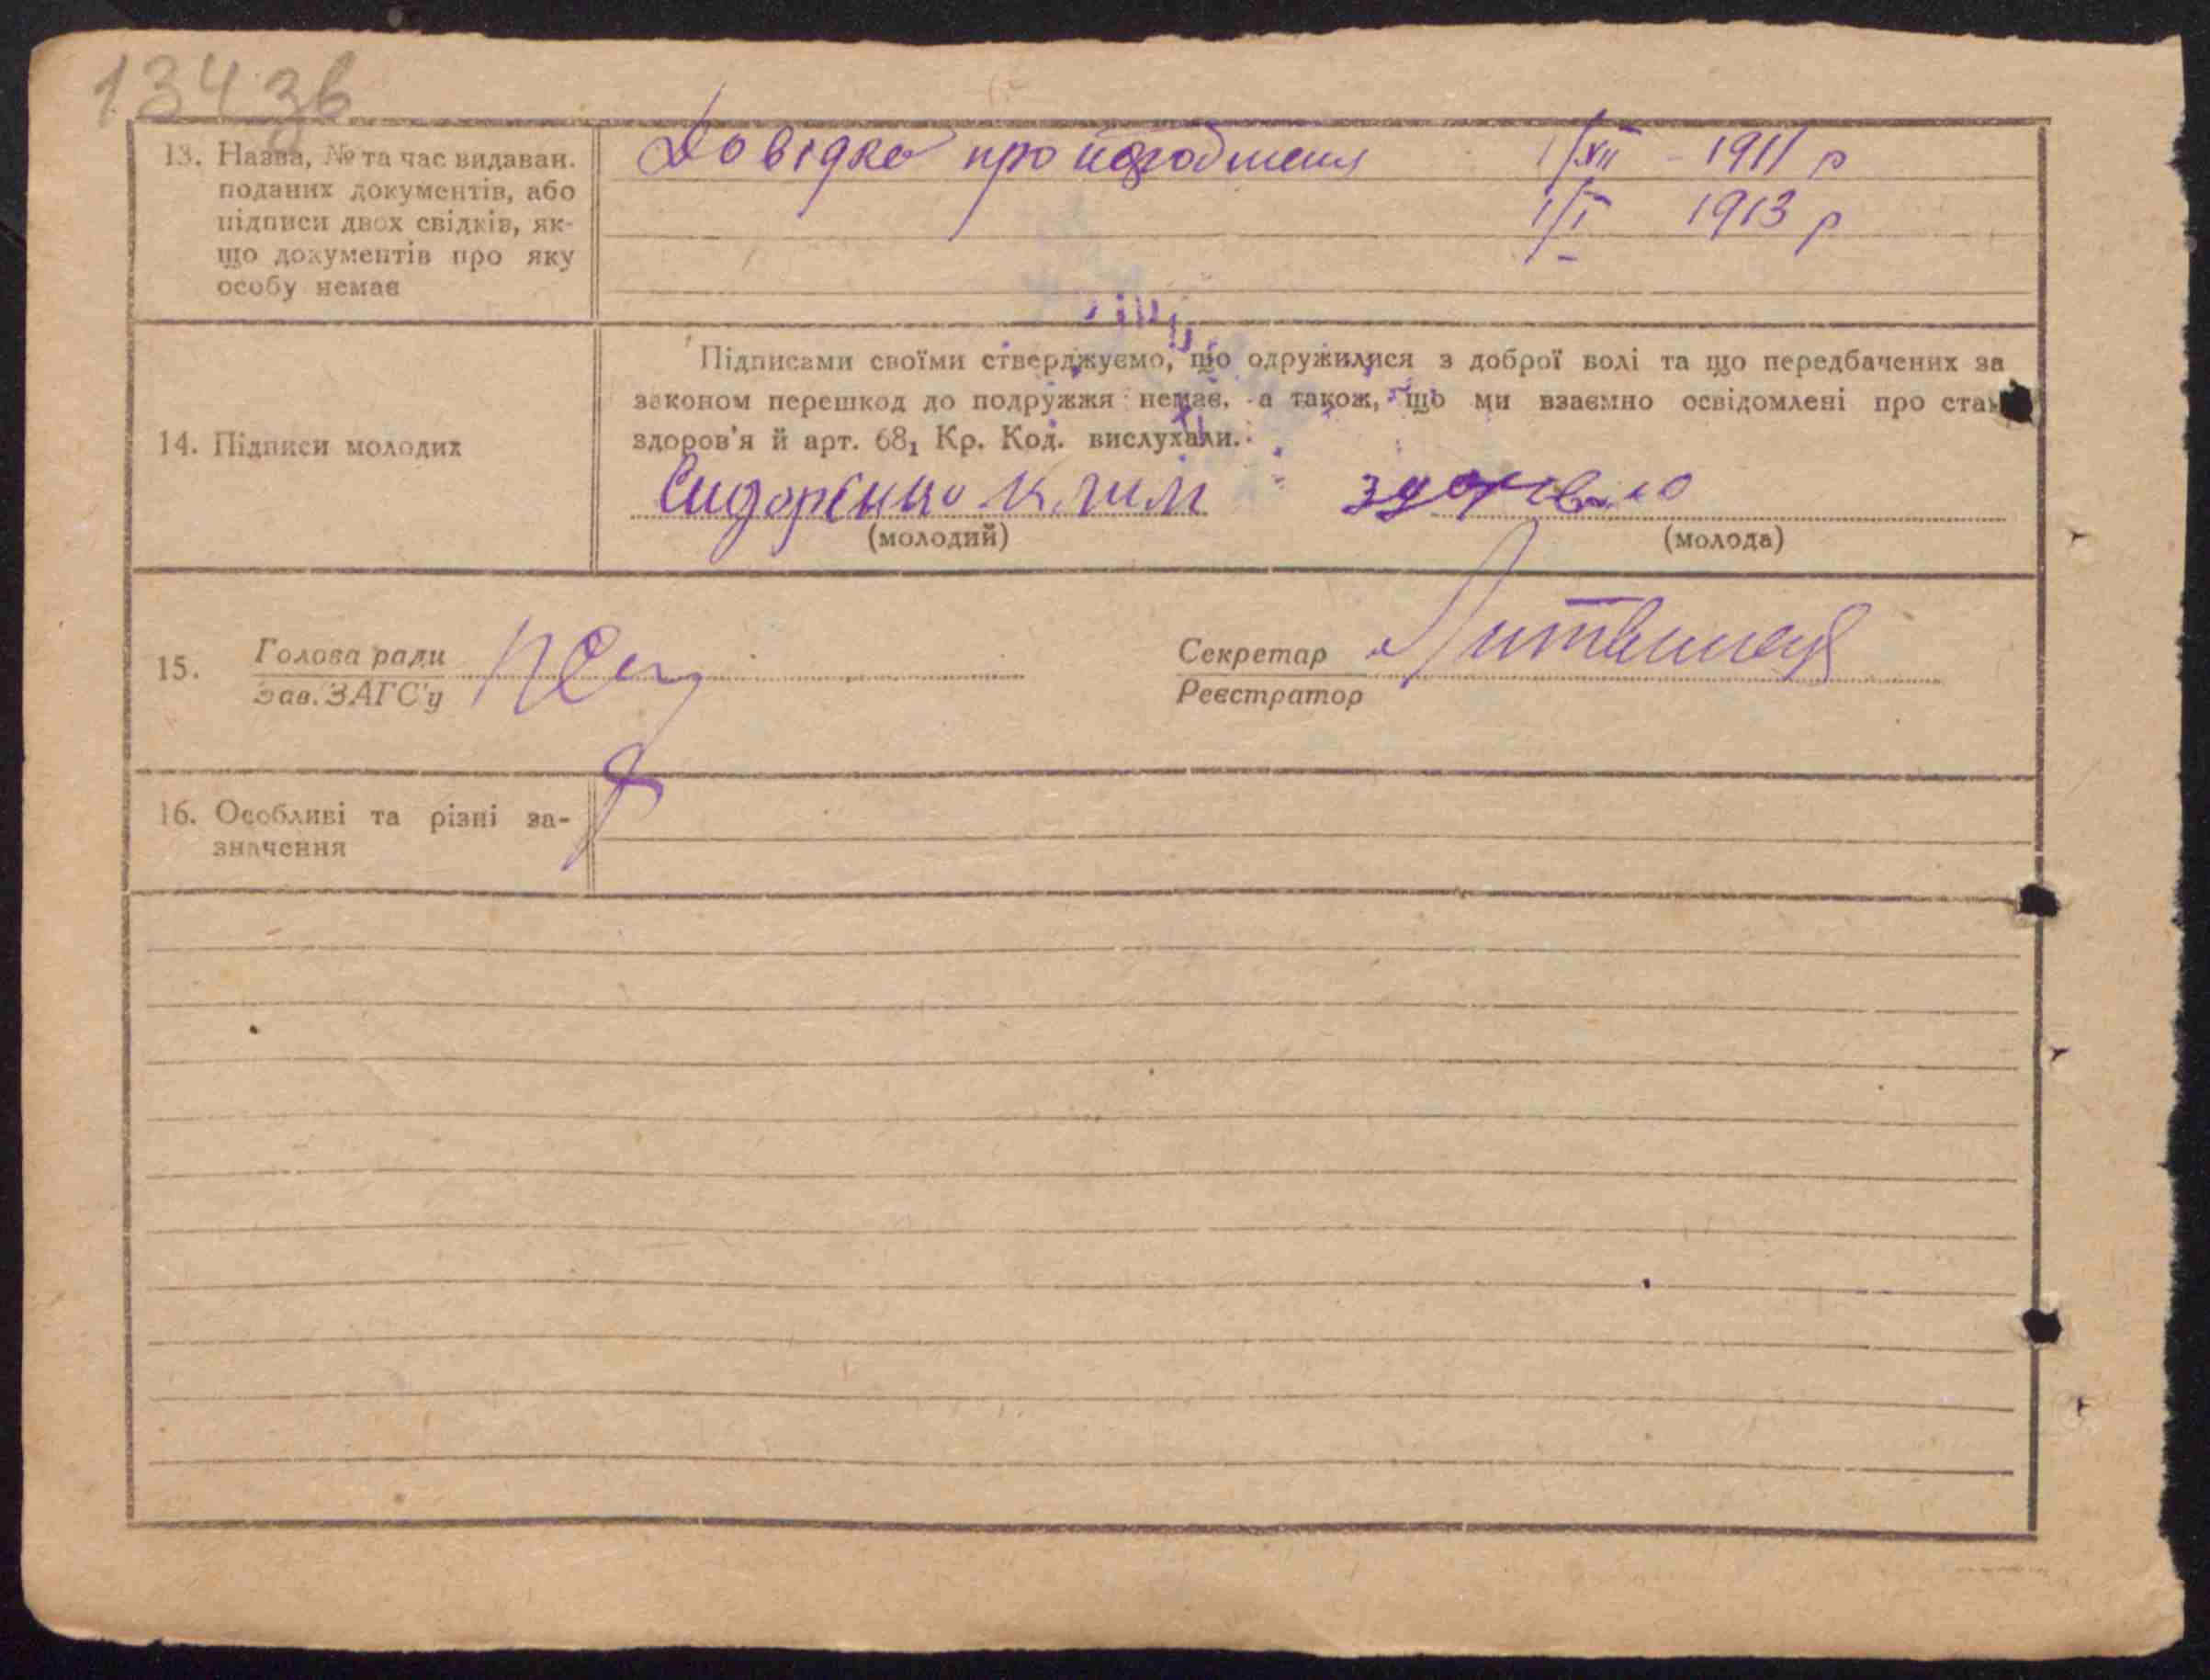 134 зв
13. Назва, № та час видаван.
поданих документів, або
підписи двох свідків, як-
що документів про яку
особу немає
Довідка про
1/XII - 1911 р
1/I 1913 р
Підписами своїми стверджуємо, що одружилися з доброї волі та що передбачених за
законом перешкод до подружжя немає, а також, що ми взаємно освідомлені про стан
здоров'я й арт. 68₁ Кр. Код. вислухали.
14. Підписи молодих
Сидоренко Клим
(молодий) (молода)
15. Голова ради
Зав. ЗАГС'у
Секретар
Реєстратор
16. Особливі та різні за-
значення